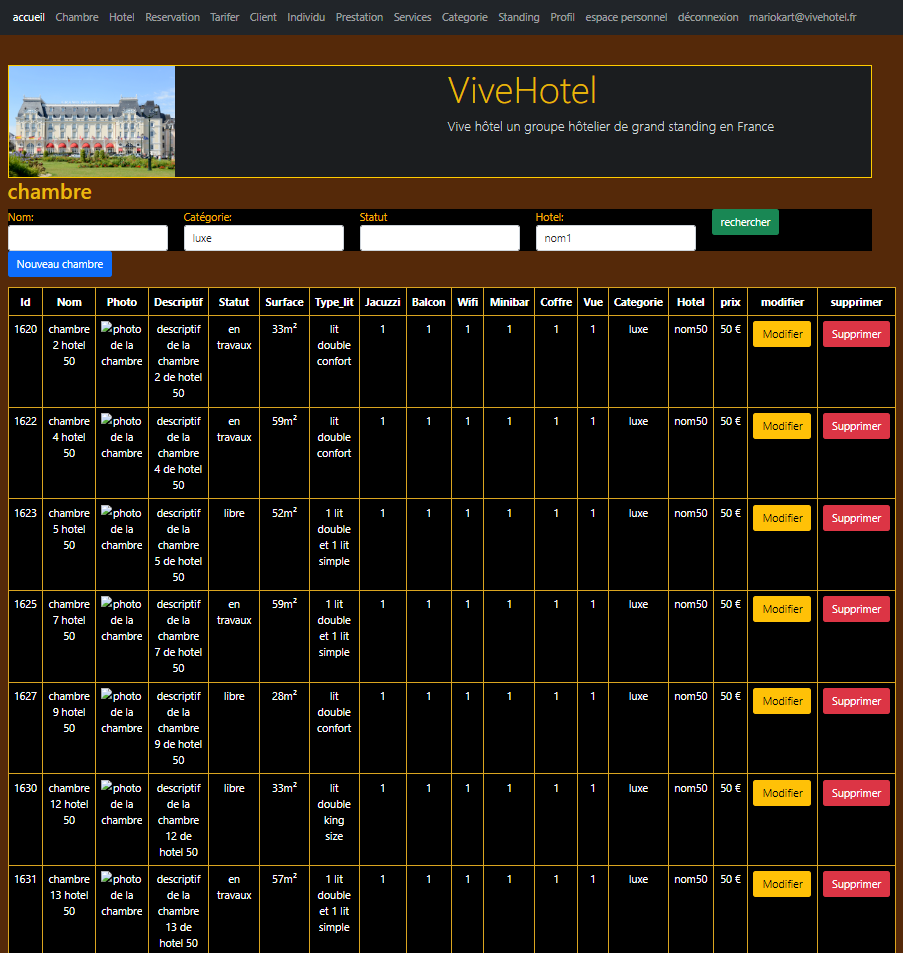 accueil Chambre Hotel Reservation Tarifer Client Individu Prestation Services Categorie Standing Profil espace personnel déconnexion mariokart@vivehotel.fr
ViveHotel
Vive hôtel un groupe hôtelier de grand standing en France
chambre
Nom: Catégorie: Statut Hotel: rechercher
luxe nom1
Nouveau chambre
Id Nom Photo Descriptif Statut Surface Type_lit Jacuzzi Balcon Wifi Minibar Coffre Vue Categorie Hotel prix modifier supprimer
1620 chambre photo descriptif en 33m² lit 1 1 1 1 1 1 luxe nom50 50 € Modifier Supprimer
2 hotel de la de la travaux double
50 chambre chambre confort
2 de hotel
50
1622 chambre photo descriptif en 59m² lit 1 1 1 1 1 1 luxe nom50 50 € Modifier Supprimer
4 hotel de la de la travaux double
50 chambre chambre confort
4 de hotel
50
1623 chambre photo descriptif libre 52m² 1 lit 1 1 1 1 1 1 luxe nom50 50 € Modifier Supprimer
5 hotel de la de la double
50 chambre chambre et 1 lit
5 de hotel simple
50
1625 chambre photo descriptif en 59m² 1 lit 1 1 1 1 1 1 luxe nom50 50 € Modifier Supprimer
7 hotel de la de la travaux double
50 chambre chambre et 1 lit
7 de hotel simple
50
1627 chambre photo descriptif libre 28m² lit 1 1 1 1 1 1 luxe nom50 50 € Modifier Supprimer
9 hotel de la de la double
50 chambre chambre confort
9 de hotel
50
1630 chambre photo descriptif libre 33m² lit 1 1 1 1 1 1 luxe nom50 50 € Modifier Supprimer
12 hotel de la de la double
50 chambre chambre king
12 de size
hotel 50
1631 chambre photo descriptif en 57m² 1 lit 1 1 1 1 1 1 luxe nom50 50 € Modifier Supprimer
13 hotel de la de la travaux double
50 chambre chambre et 1 lit
13 de simple
hotel 50